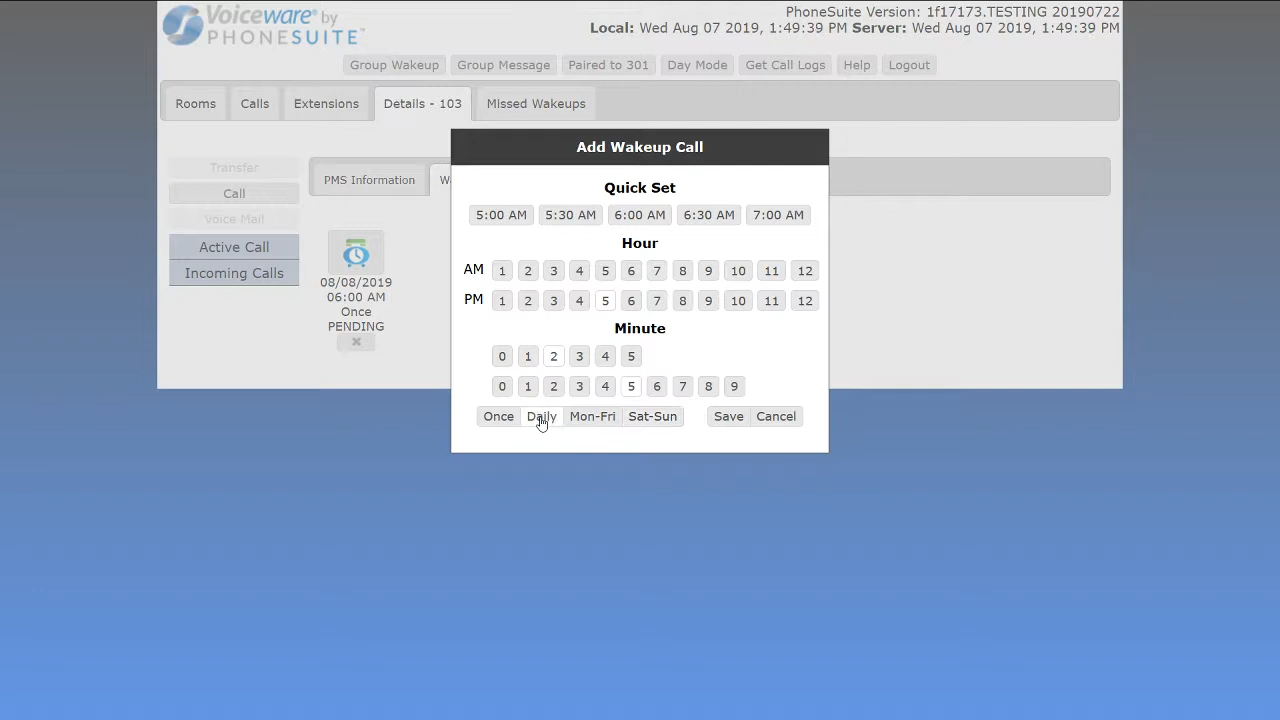 Voiceware® by
PHONESUITE™
PhoneSuite Version: 1f17173.TESTING 20190722
Local: Wed Aug 07 2019, 1:49:39 PM Server: Wed Aug 07 2019, 1:49:39 PM
Group Wakeup Group Message Paired to 301 Day Mode Get Call Logs Help Logout
Rooms Calls Extensions Details - 103 Missed Wakeups
Add Wakeup Call
Transfer
Call
Voice Mail
Active Call
Incoming Calls
PMS Information
08/08/2019
06:00 AM
Once
PENDING
Quick Set
5:00 AM 5:30 AM 6:00 AM 6:30 AM 7:00 AM
Hour
AM 1 2 3 4 5 6 7 8 9 10 11 12
PM 1 2 3 4 5 6 7 8 9 10 11 12
Minute
0 1 2 3 4 5
0 1 2 3 4 5 6 7 8 9
Once Daily Mon-Fri Sat-Sun Save Cancel